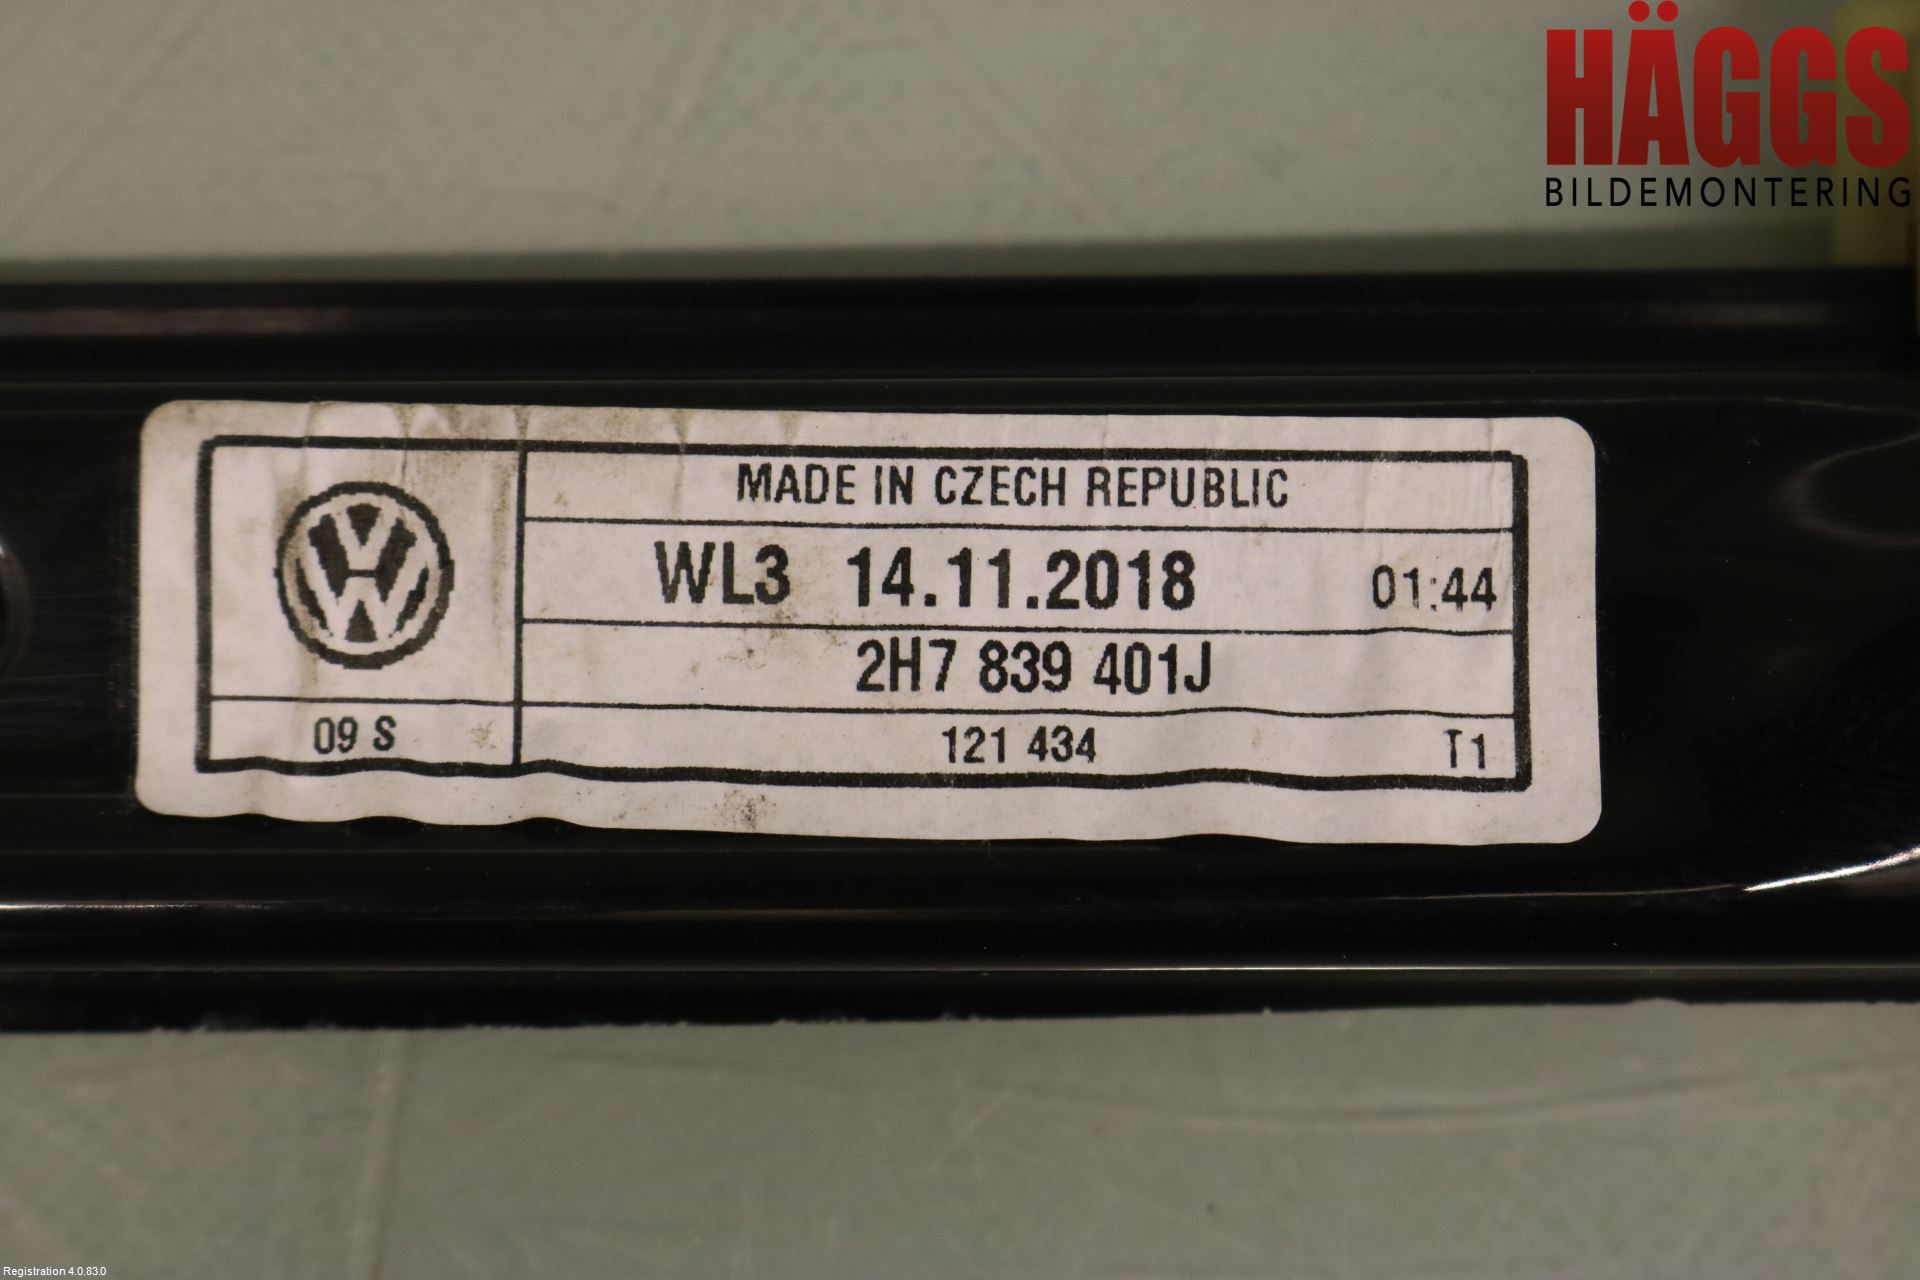 HÄGGS
BILDEMONTERING
MADE IN CZECH REPUBLIC
WL3 14.11.2018 01:44
2H7 839 401J
09 S 121 434 T1
Registration 4.0.83.0